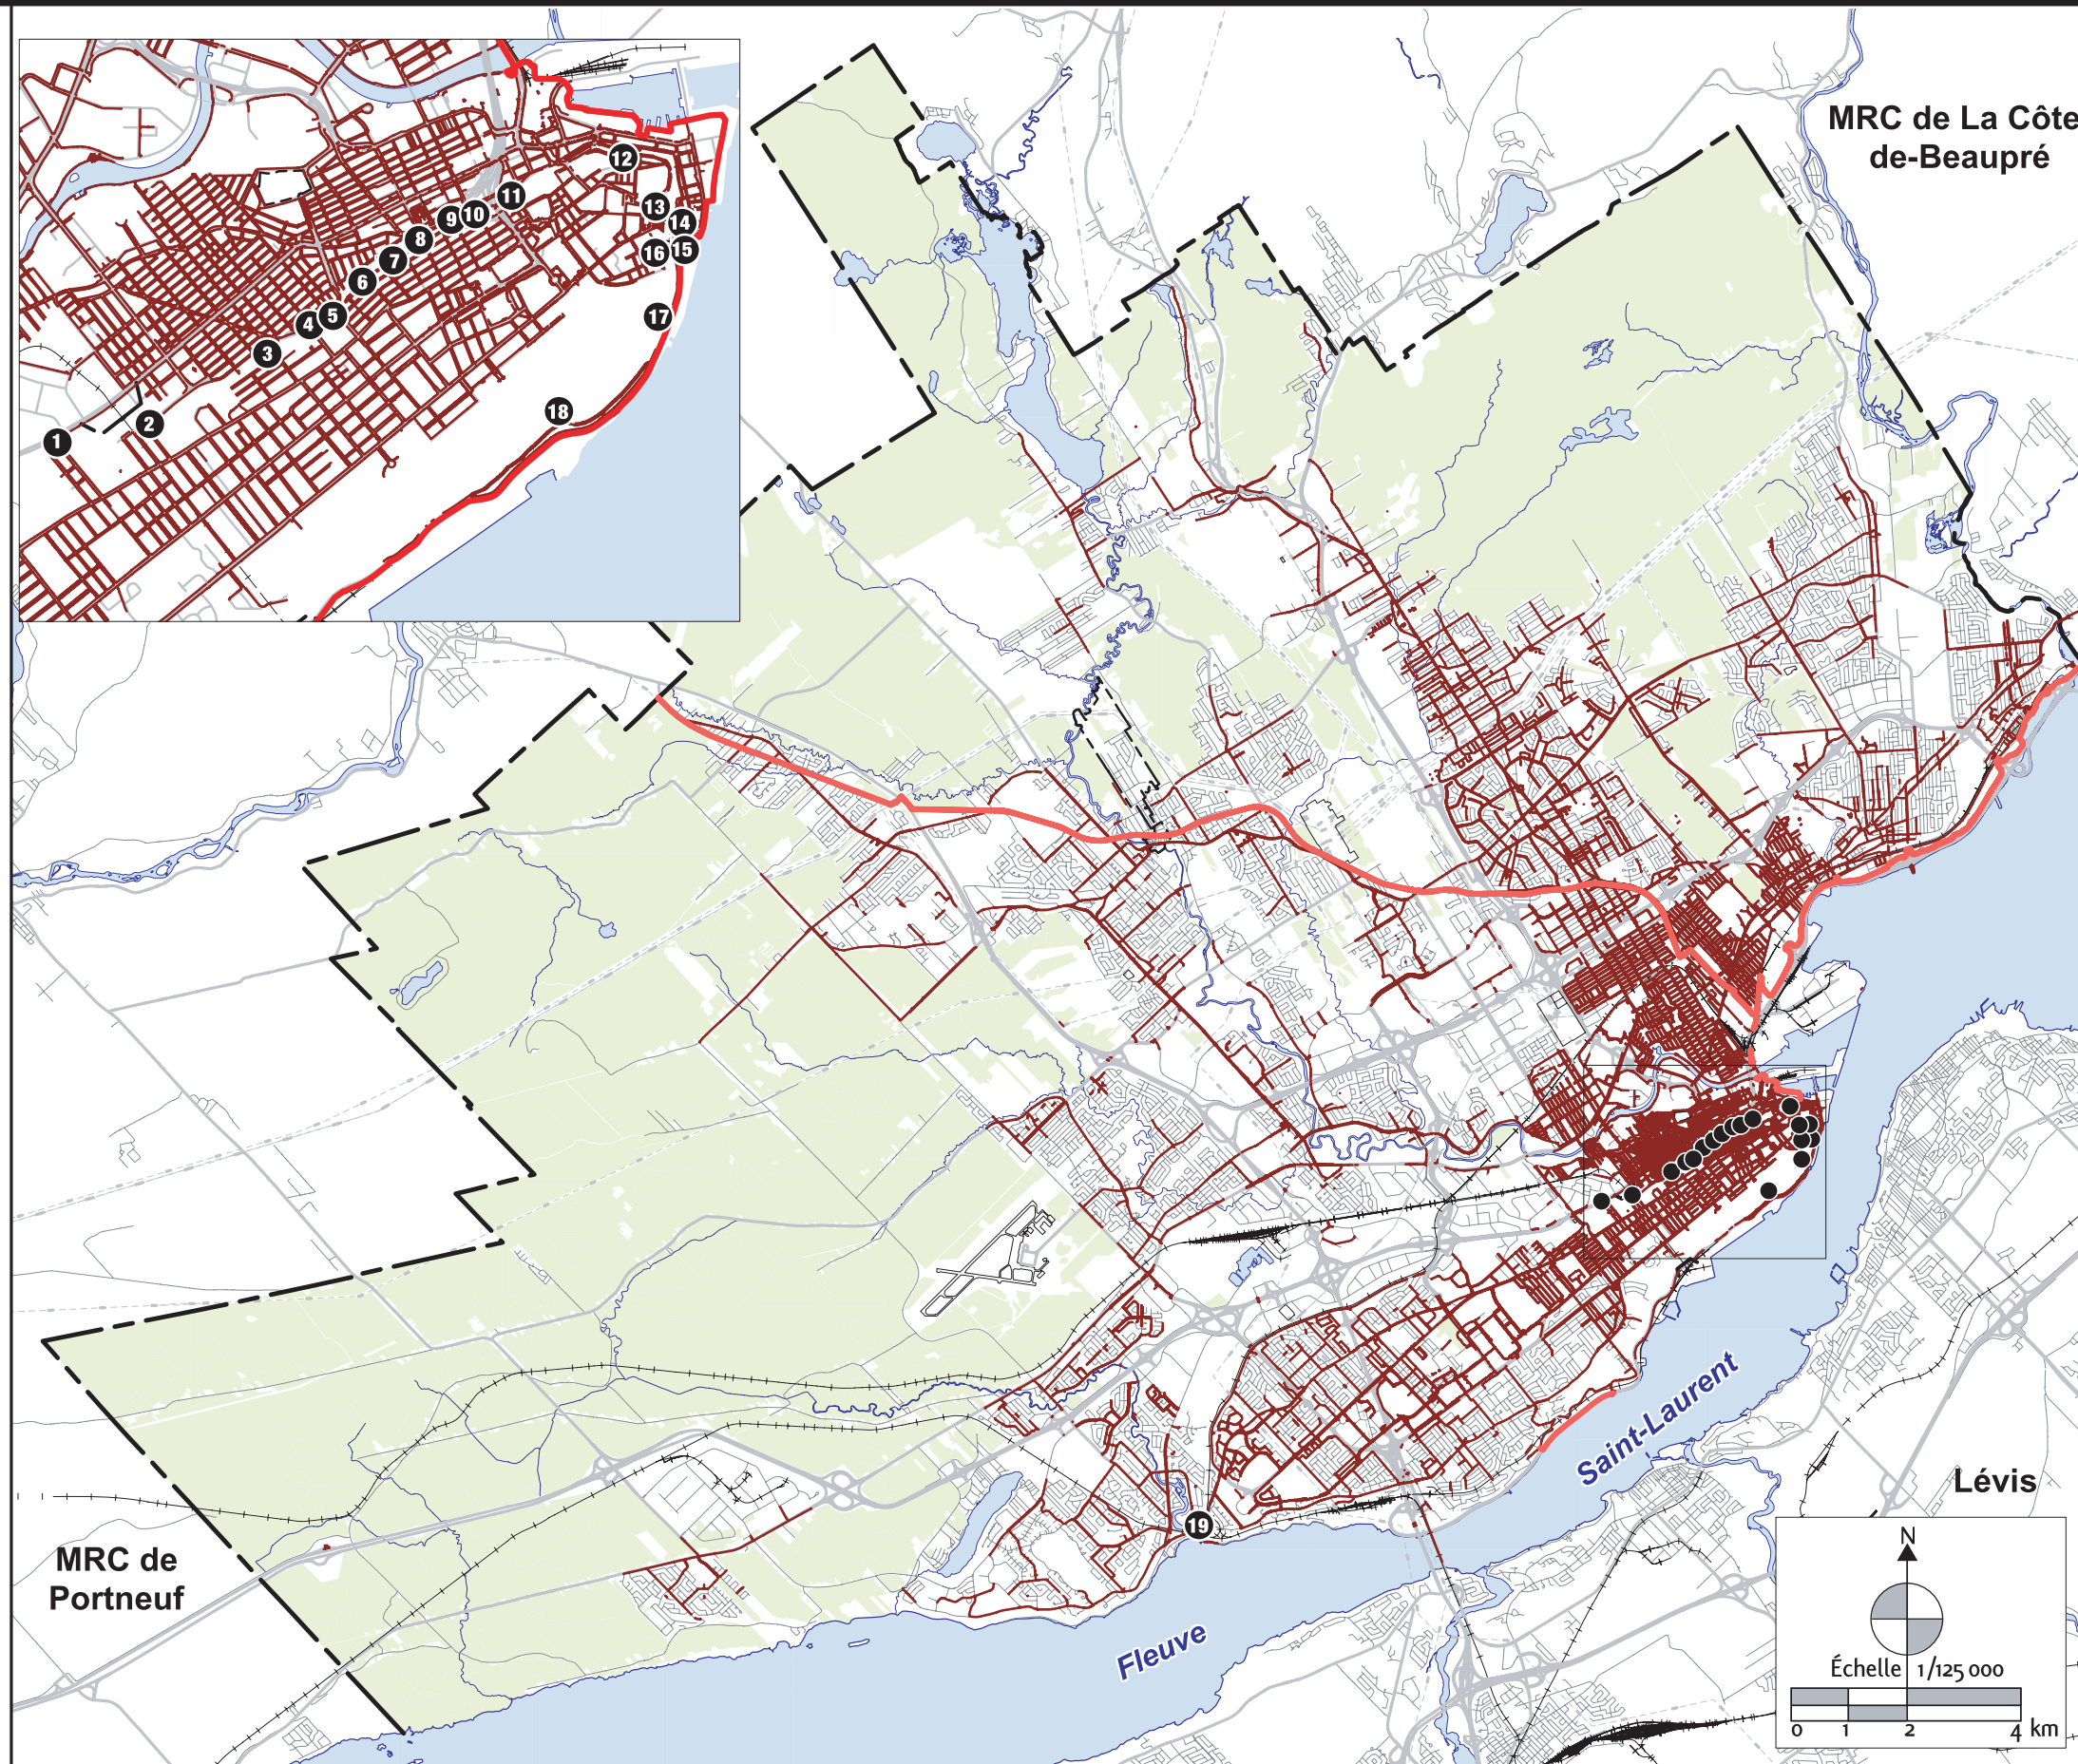 MRC de La Côte
de-Beaupré
12
11
13
9
10
14
8
16
15
7
6
17
5
4
3
18
2
1
Saint-Laurent
Lévis
19
MRC de
Portneuf
Fleuve
N
Échelle 1/125 000
0 1 2 4 km